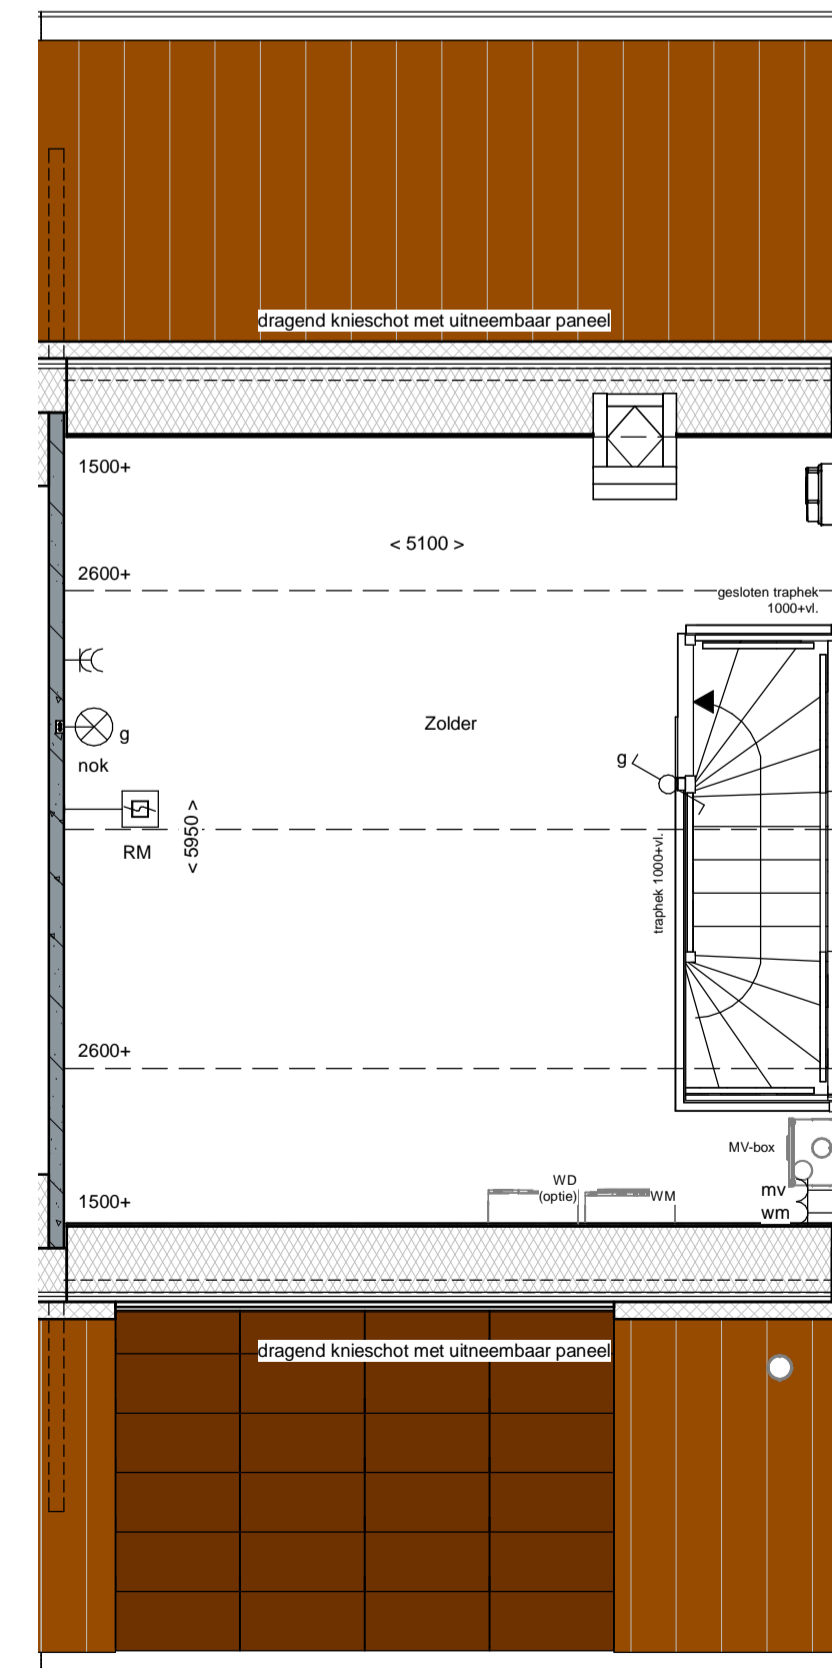 dragend knieschot met uitneembaar paneel
1500+
< 5100 >
2600+
gesloten traphek
1000+vl.
Zolder
g
nok
g
RM
< 5950 >
traphek 1000+vl.
2600+
MV-box
WD
(optie)
WM
mv
wm
1500+
dragend knieschot met uitneembaar paneel